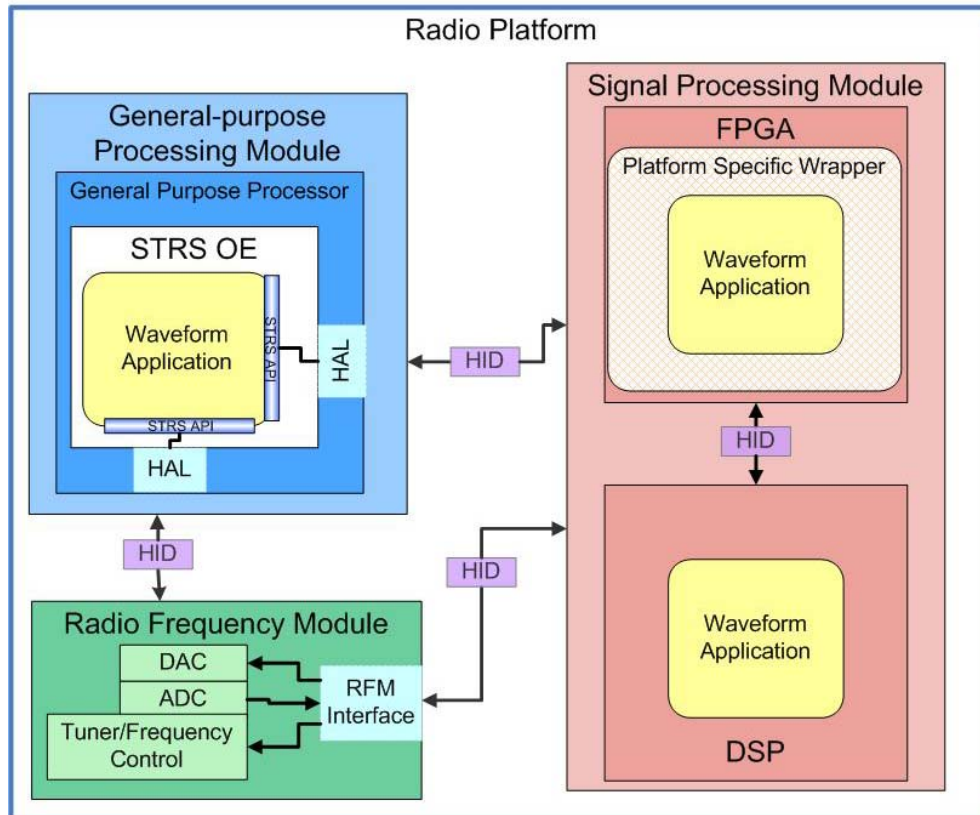 Radio Platform
General-purpose
Processing Module
General Purpose Processor
STRS OE
Waveform
Application
STRS API
STRS API
HAL
HAL
HID
HID
Radio Frequency Module
DAC
ADC
Tuner/Frequency
Control
RFM
Interface
HID
Signal Processing Module
FPGA
Platform Specific Wrapper
Waveform
Application
HID
Waveform
Application
DSP